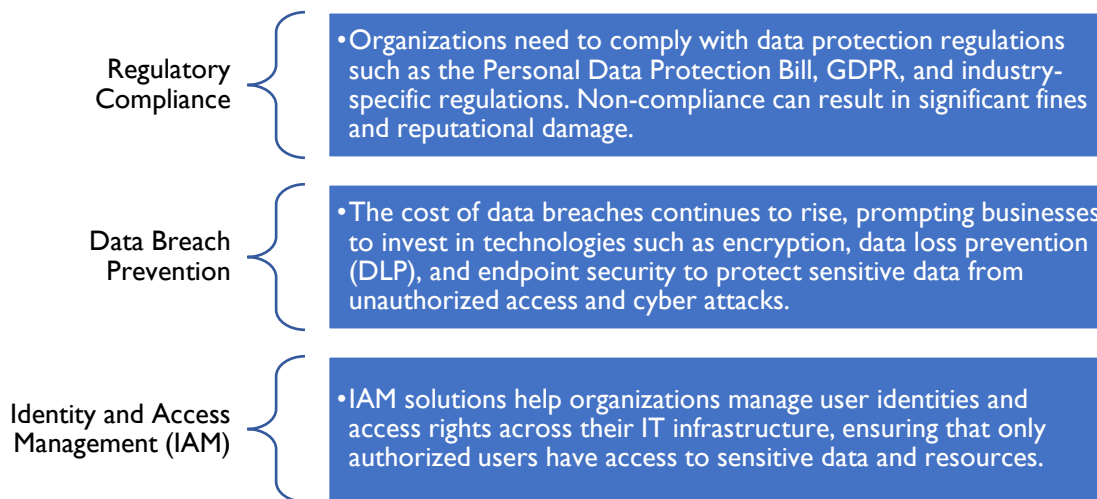 Regulatory
Compliance
•Organizations need to comply with data protection regulations
such as the Personal Data Protection Bill, GDPR, and industry-
specific regulations. Non-compliance can result in significant fines
and reputational damage.
Data Breach
Prevention
•The cost of data breaches continues to rise, prompting businesses
to invest in technologies such as encryption, data loss prevention
(DLP), and endpoint security to protect sensitive data from
unauthorized access and cyber attacks.
Identity and Access
Management (IAM)
•IAM solutions help organizations manage user identities and
access rights across their IT infrastructure, ensuring that only
authorized users have access to sensitive data and resources.